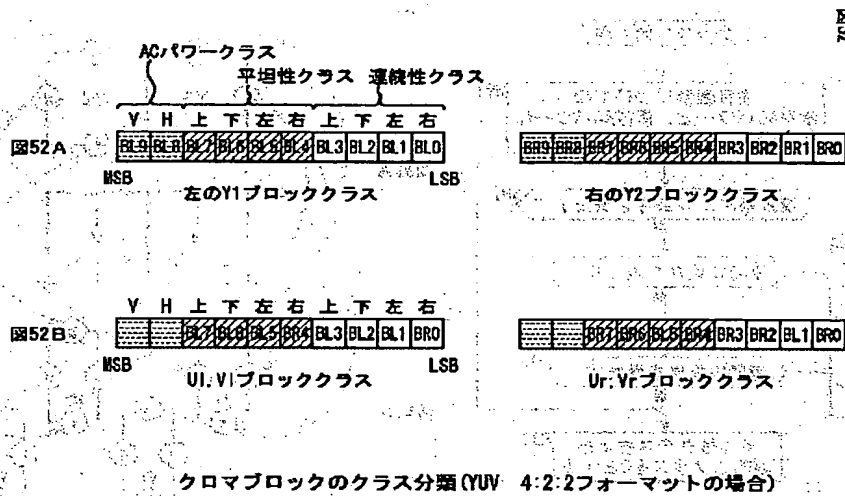 図52
ACパワークラス
平坦性クラス 連続性クラス
V H 上 下 左 右 上 下 左 右
図52A
BL9 BL8 BL7 BL6 BL5 BL4 BL3 BL2 BL1 BL0
BR9 BR8 BR7 BR6 BR5 BR4 BR3 BR2 BR1 BR0
MSB LSB
左のY1ブロッククラス
右のY2ブロッククラス
V H 上 下 左 右 上 下 左 右
図52B
BL7 BL6 BL5 BR4 BL3 BL2 BL1 BR0
BR7 BR6 BL5 BR4 BR3 BR2 BL1 BR0
MSB LSB
Ul,Vlブロッククラス
Ur,Vrブロッククラス
クロマブロックのクラス分類(YUV 4:2:2フォーマットの場合)